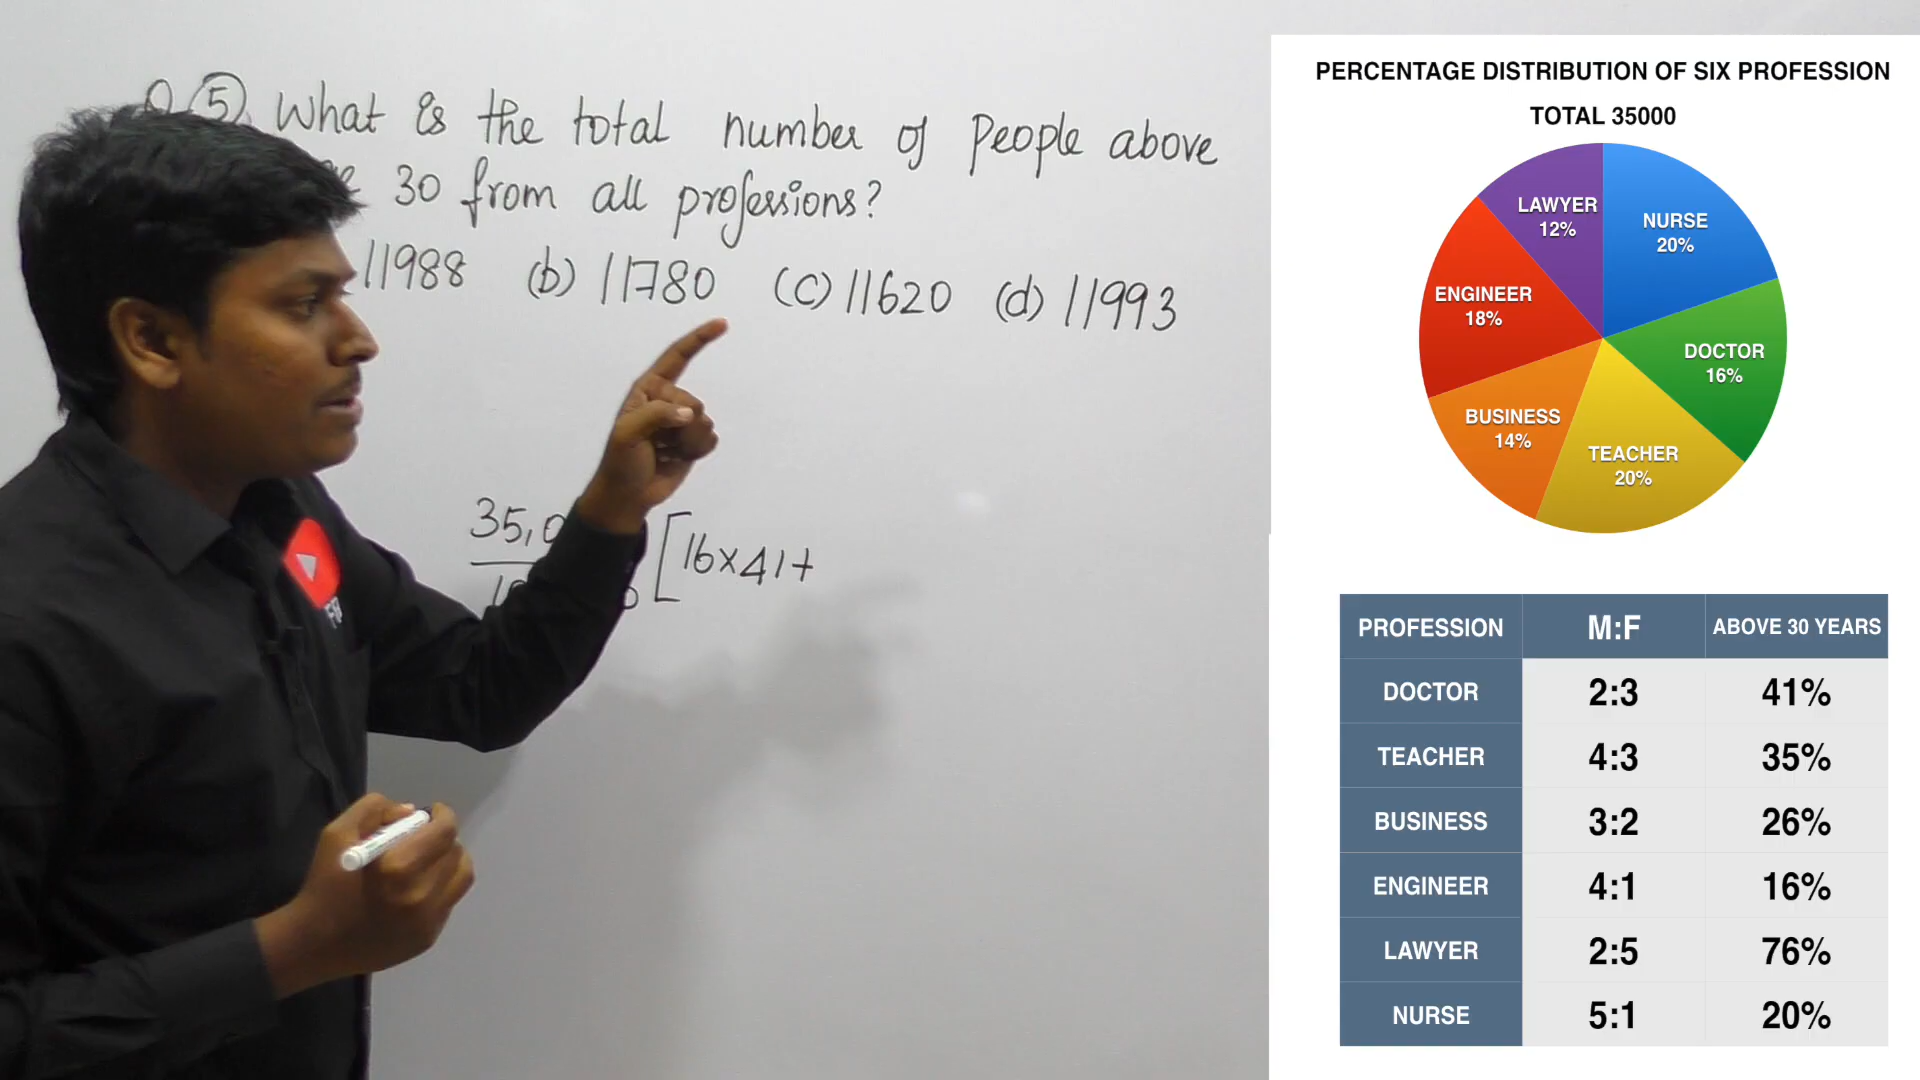 Q (5) What is the total number of People above
30 from all professions?
11988 (b) 11780 (c) 11620 (d) 11993
[16x41+
PERCENTAGE DISTRIBUTION OF SIX PROFESSION
TOTAL 35000
LAWYER
12%
NURSE
20%
ENGINEER
18%
DOCTOR
16%
BUSINESS
14%
TEACHER
20%
PROFESSION M:F ABOVE 30 YEARS
DOCTOR 2:3 41%
TEACHER 4:3 35%
BUSINESS 3:2 26%
ENGINEER 4:1 16%
LAWYER 2:5 76%
NURSE 5:1 20%